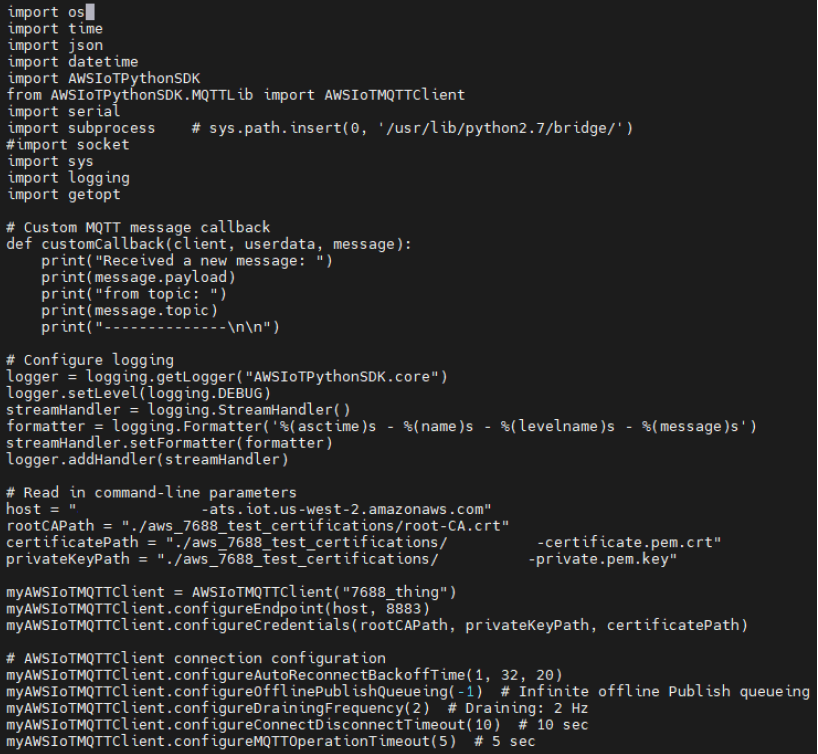 import os
import time
import json
import datetime
import AWSIoTPythonSDK
from AWSIoTPythonSDK.MQTTLib import AWSIoTMQTTClient
import serial
import subprocess    # sys.path.insert(0, '/usr/lib/python2.7/bridge/')
#import socket
import sys
import logging
import getopt

# Custom MQTT message callback
def customCallback(client, userdata, message):
    print("Received a new message: ")
    print(message.payload)
    print("from topic: ")
    print(message.topic)
    print("--------------\n\n")

# Configure logging
logger = logging.getLogger("AWSIoTPythonSDK.core")
logger.setLevel(logging.DEBUG)
streamHandler = logging.StreamHandler()
formatter = logging.Formatter('%(asctime)s - %(name)s - %(levelname)s - %(message)s')
streamHandler.setFormatter(formatter)
logger.addHandler(streamHandler)

# Read in command-line parameters
host = "              -ats.iot.us-west-2.amazonaws.com"
rootCAPath = "./aws_7688_test_certifications/root-CA.crt"
certificatePath = "./aws_7688_test_certifications/          -certificate.pem.crt"
privateKeyPath = "./aws_7688_test_certifications/          -private.pem.key"

myAWSIoTMQTTClient = AWSIoTMQTTClient("7688_thing")
myAWSIoTMQTTClient.configureEndpoint(host, 8883)
myAWSIoTMQTTClient.configureCredentials(rootCAPath, privateKeyPath, certificatePath)

# AWSIoTMQTTClient connection configuration
myAWSIoTMQTTClient.configureAutoReconnectBackoffTime(1, 32, 20)
myAWSIoTMQTTClient.configureOfflinePublishQueueing(-1)  # Infinite offline Publish queueing
myAWSIoTMQTTClient.configureDrainingFrequency(2)  # Draining: 2 Hz
myAWSIoTMQTTClient.configureConnectDisconnectTimeout(10)  # 10 sec
myAWSIoTMQTTClient.configureMQTTOperationTimeout(5)  # 5 sec